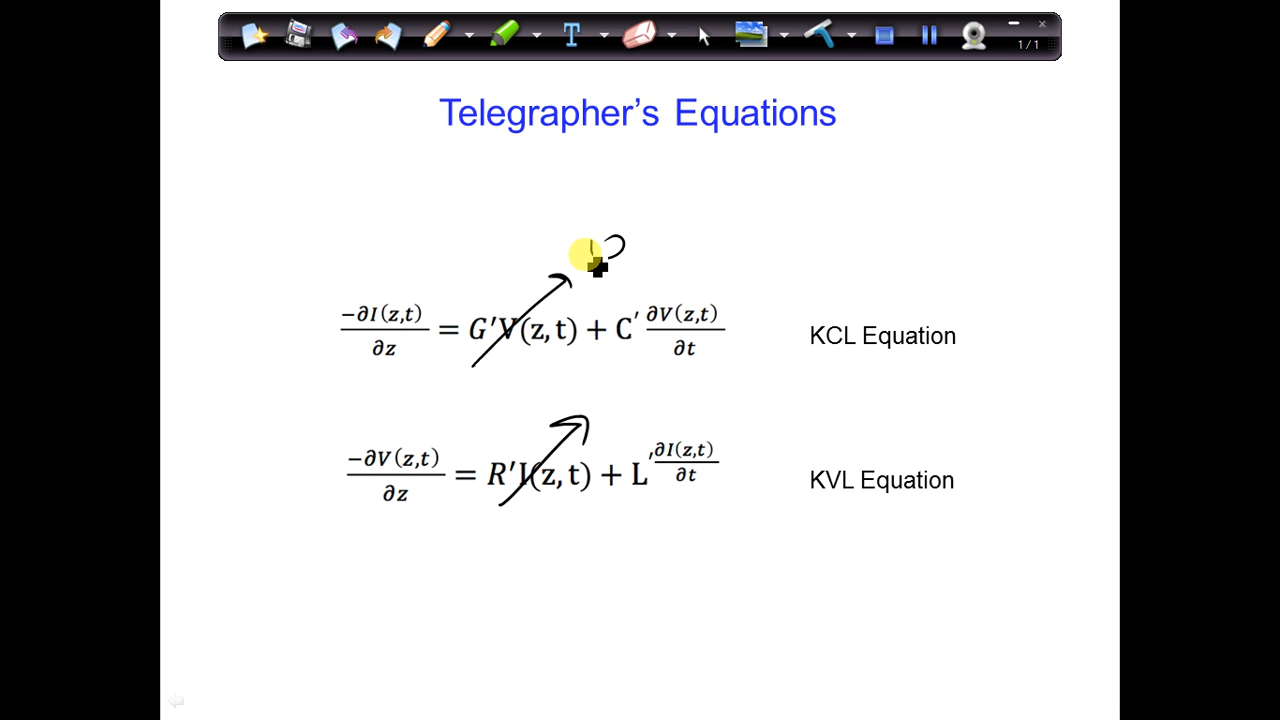 1/1
Telegrapher's Equations
−∂I(z,t)/∂z = G′V(z,t) + C′ ∂V(z,t)/∂t KCL Equation
−∂V(z,t)/∂z = R′I(z,t) + L′ ∂I(z,t)/∂t KVL Equation